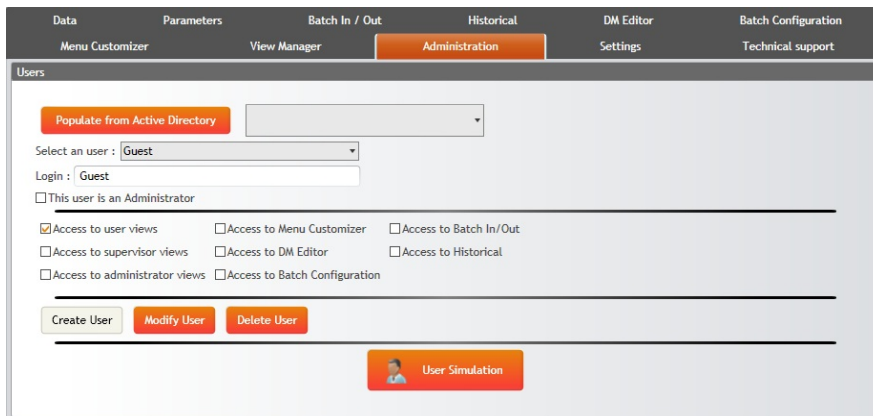 Data Parameters Batch In / Out Historical DM Editor Batch Configuration
Menu Customizer View Manager Administration Settings Technical support
Users
Populate from Active Directory
Select an user : Guest
Login : Guest
This user is an Administrator
Access to user views Access to Menu Customizer Access to Batch In/Out
Access to supervisor views Access to DM Editor Access to Historical
Access to administrator views Access to Batch Configuration
Create User Modify User Delete User
User Simulation